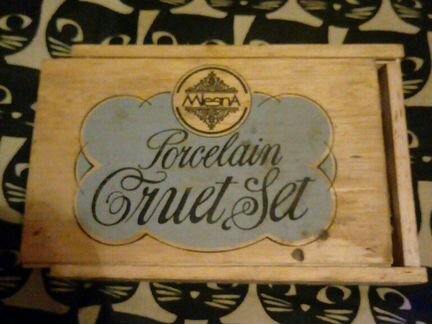 MlesnA
Porcelain
Cruet Set